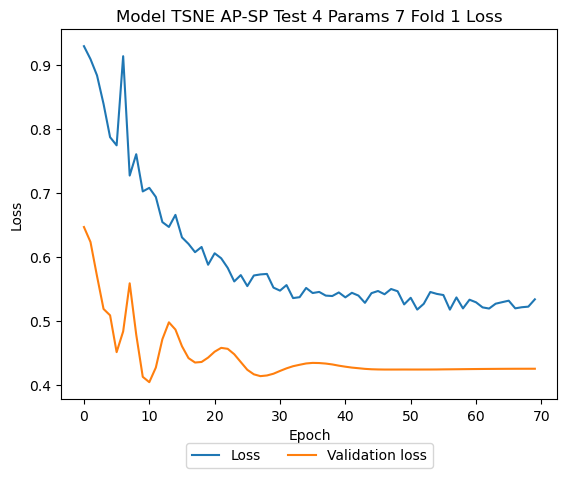 Model TSNE AP-SP Test 4 Params 7 Fold 1 Loss
Loss
0.9
0.8
0.7
0.6
0.5
0.4
0 10 20 30 40 50 60 70
Epoch
Loss Validation loss